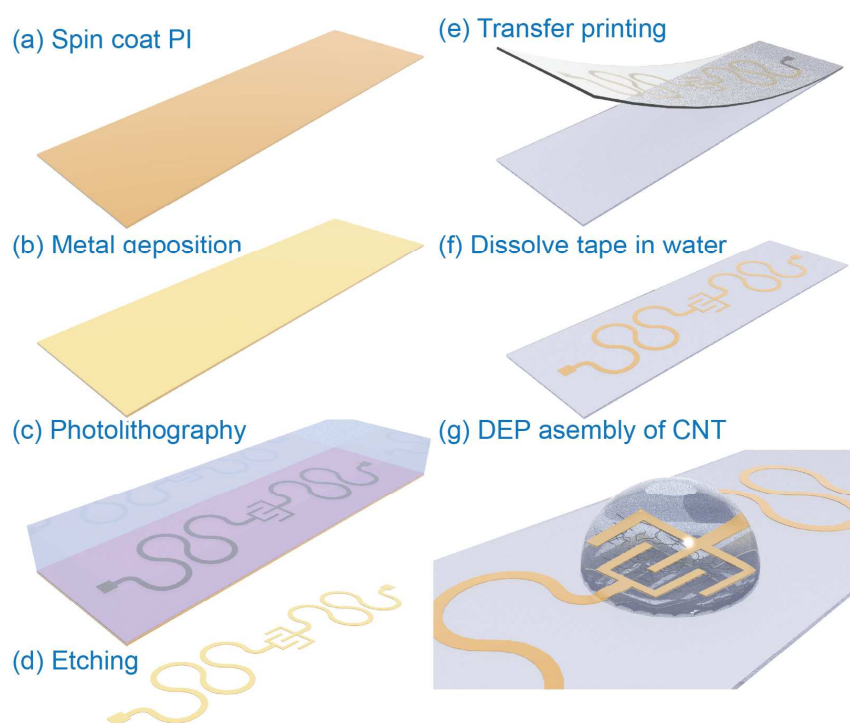 (a) Spin coat PI
(b) Metal deposition
(c) Photolithography
(d) Etching
(e) Transfer printing
(f) Dissolve tape in water
(g) DEP asembly of CNT